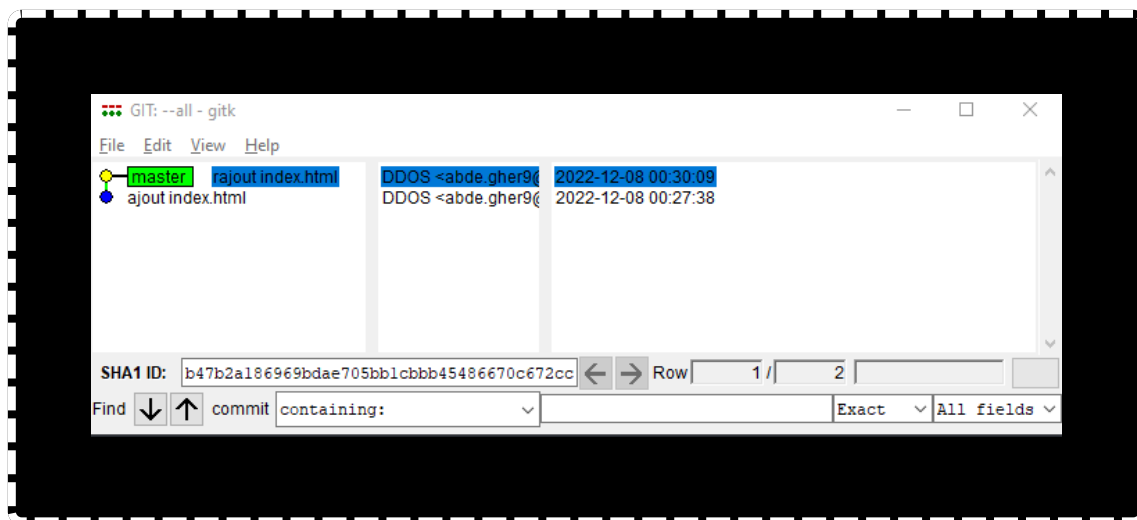 GIT: --all - gitk
File Edit View Help
master rajout index.html DDOS <abde.gher9@ 2022-12-08 00:30:09
ajout index.html DDOS <abde.gher9@ 2022-12-08 00:27:38
SHA1 ID: b47b2a186969bdae705bb1cbbb45486670c672cc Row 1 / 2
Find commit containing: Exact All fields